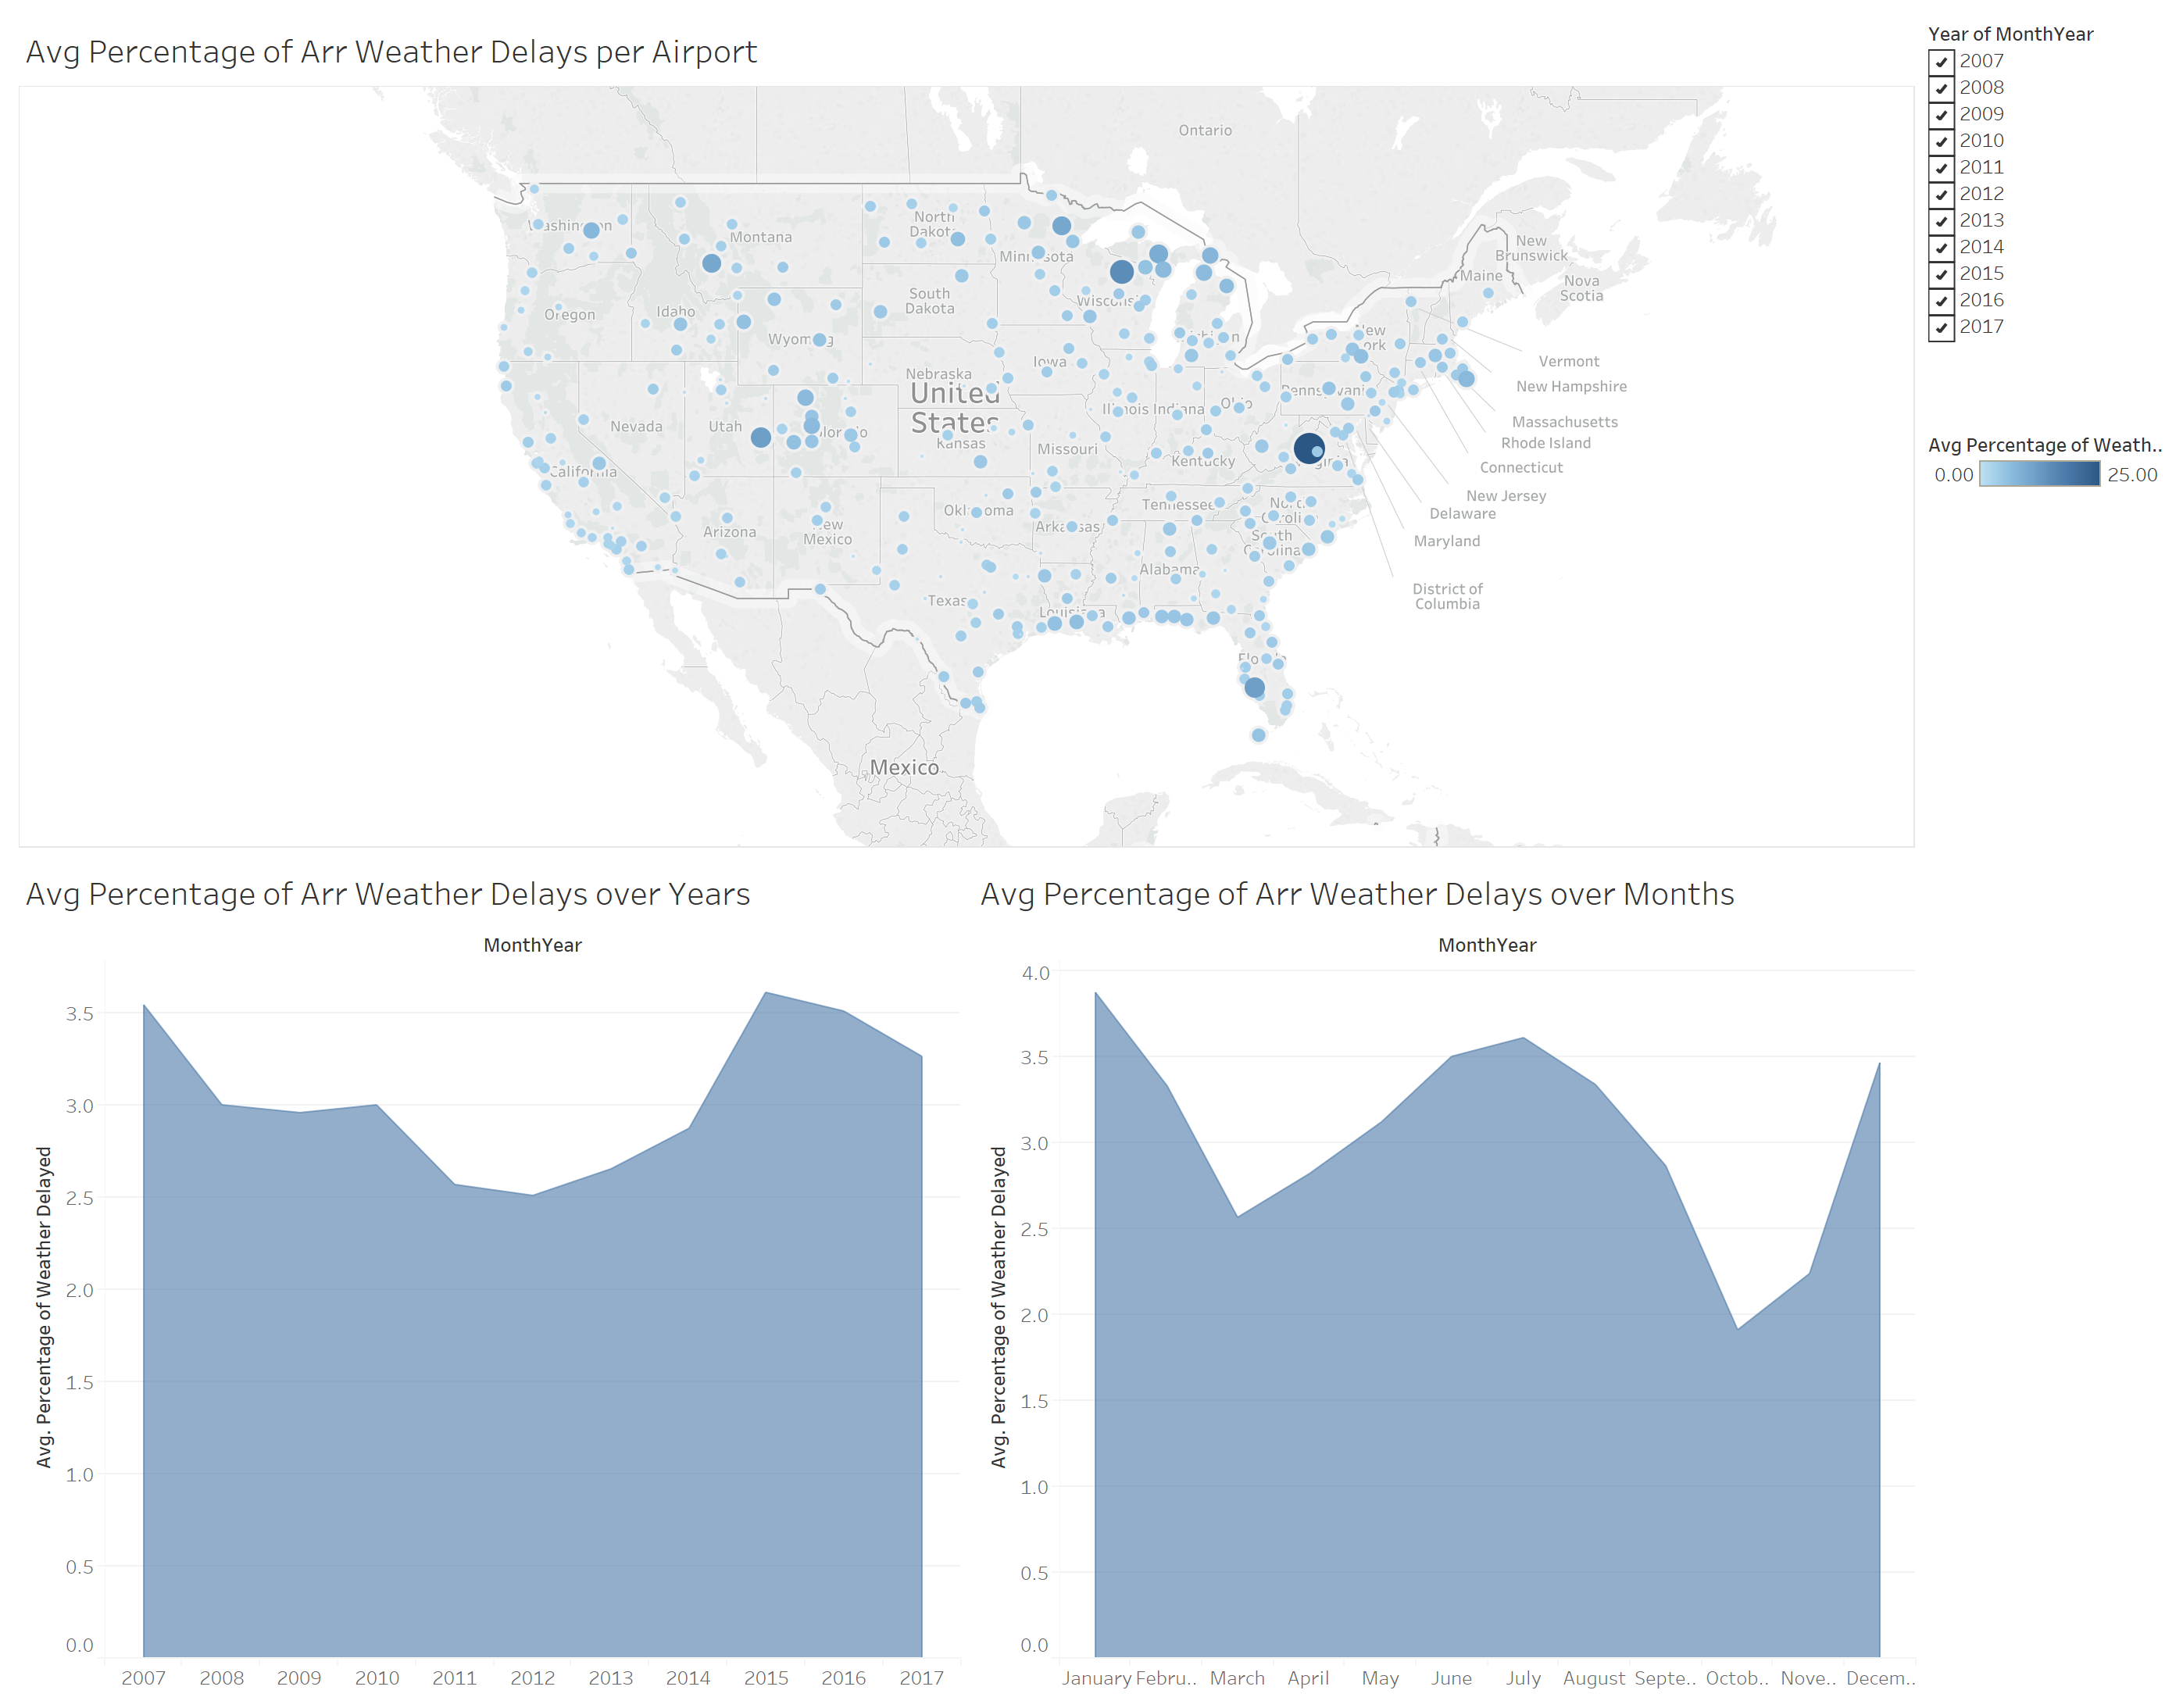 Avg Percentage of Arr Weather Delays per Airport
Year of MonthYear
2007
2008
2009
2010
2011
2012
2013
2014
2015
2016
2017
Avg Percentage of Weath..
0.00 25.00
Ontario
Washington
Montana
North
Dakota
Minnesota
New
Brunswick
Maine
Nova
Scotia
South
Dakota
Wisconsin
Oregon
Idaho
Wyoming
Michigan
New
York
Vermont
Iowa
Nebraska
New Hampshire
United
States
Pennsylvania
Illinois
Indiana
Ohio
Massachusetts
Nevada
Utah
Colorado
Kansas
Missouri
Rhode Island
Connecticut
California
Kentucky
Virginia
New Jersey
Delaware
Oklahoma
Tennessee
North
Carolina
Arizona
New
Mexico
Arkansas
South
Carolina
Maryland
Alabama
District of
Columbia
Texas
Louisiana
Florida
Mexico
Avg Percentage of Arr Weather Delays over Years
MonthYear
Avg. Percentage of Weather Delayed
3.5
3.0
2.5
2.0
1.5
1.0
0.5
0.0
2007 2008 2009 2010 2011 2012 2013 2014 2015 2016 2017
Avg Percentage of Arr Weather Delays over Months
MonthYear
Avg. Percentage of Weather Delayed
4.0
3.5
3.0
2.5
2.0
1.5
1.0
0.5
0.0
January Febru.. March April May June July August Septe.. Octob.. Nove.. Decem..